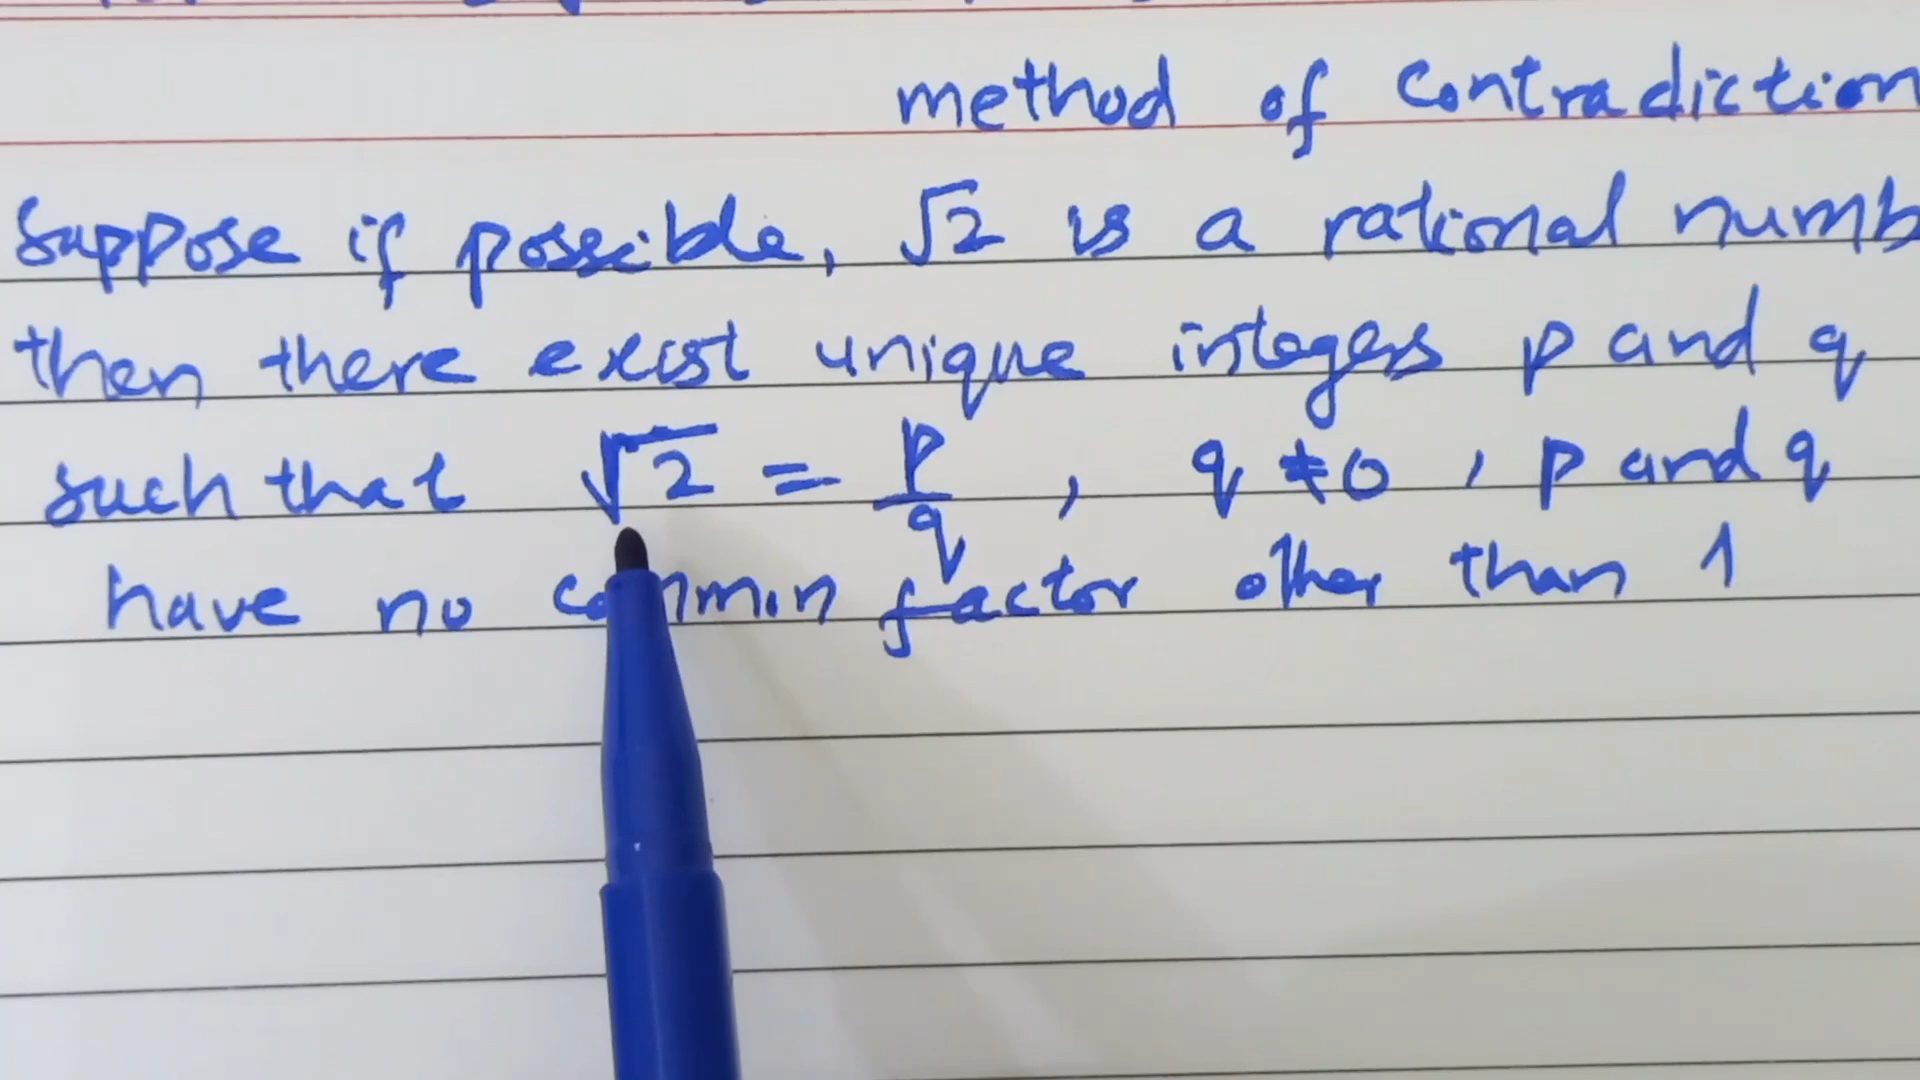 method of contradiction
Suppose if possible, √2 is a rational numb
then there exist unique integers p and q
such that √2 = p/q , q ≠ 0 , p and q
have no common factor other than 1